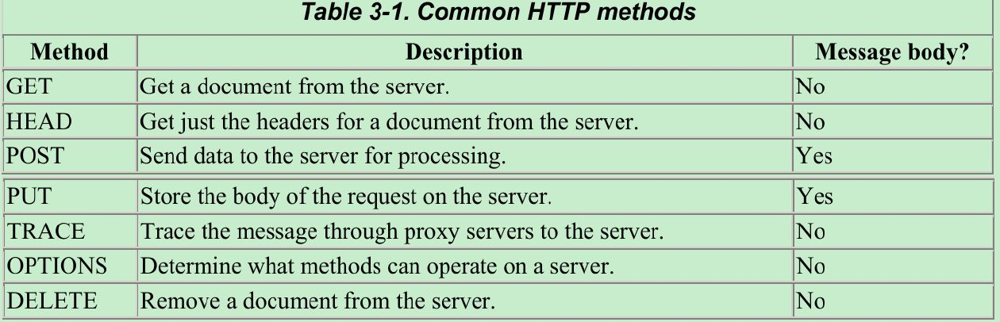 Table 3-1. Common HTTP methods
Method Description Message body?
GET Get a document from the server. No
HEAD Get just the headers for a document from the server. No
POST Send data to the server for processing. Yes
PUT Store the body of the request on the server. Yes
TRACE Trace the message through proxy servers to the server. No
OPTIONS Determine what methods can operate on a server. No
DELETE Remove a document from the server. No